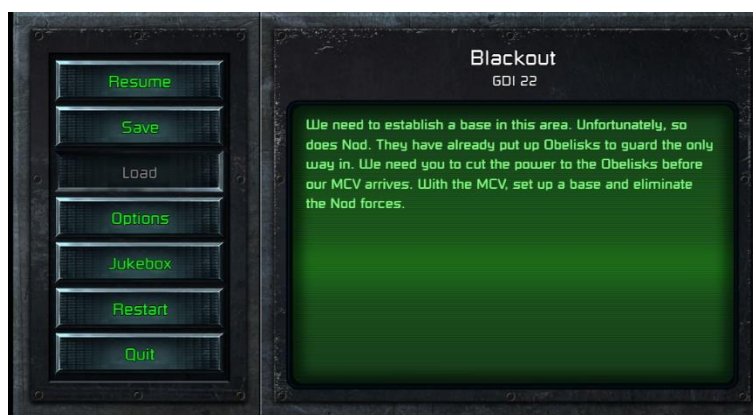 Resume
Save
Load
Options
Jukebox
Restart
Quit
Blackout
GDI 22
We need to establish a base in this area. Unfortunately, so
does Nod. They have already put up Obelisks to guard the only
way in. We need you to cut the power to the Obelisks before
our MCV arrives. With the MCV, set up a base and eliminate
the Nod forces.